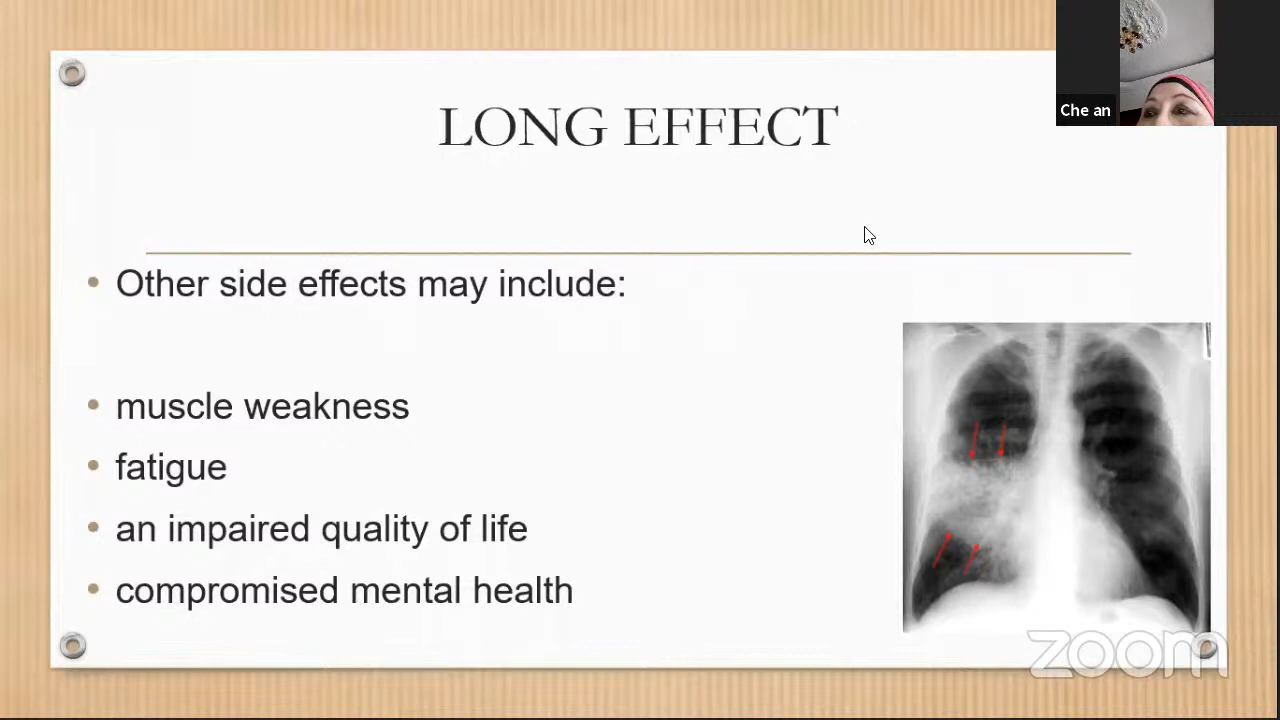 Che an
LONG EFFECT
Other side effects may include:
muscle weakness
fatigue
an impaired quality of life
compromised mental health
zoom